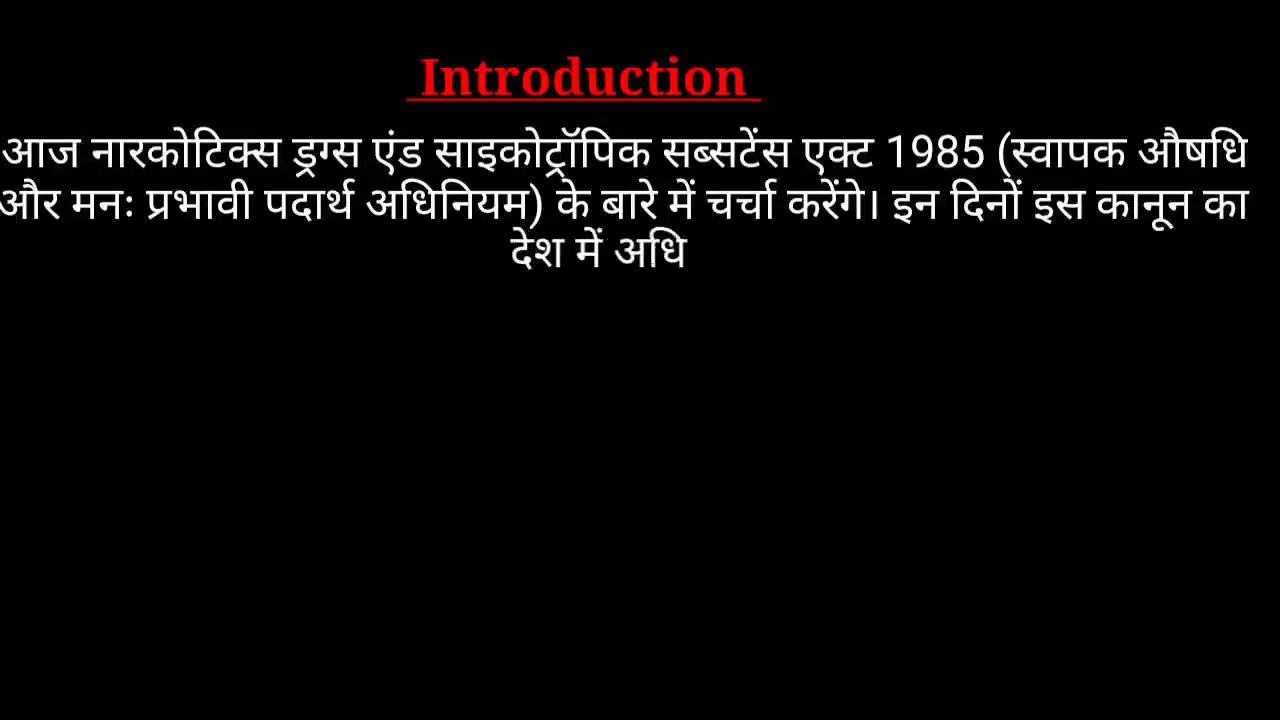 Introduction
आज नारकोटिक्स ड्रग्स एंड साइकोट्रॉपिक सब्सटेंस एक्ट 1985 (स्वापक औषधि
और मनः प्रभावी पदार्थ अधिनियम) के बारे में चर्चा करेंगे। इन दिनों इस कानून का
देश में अधि